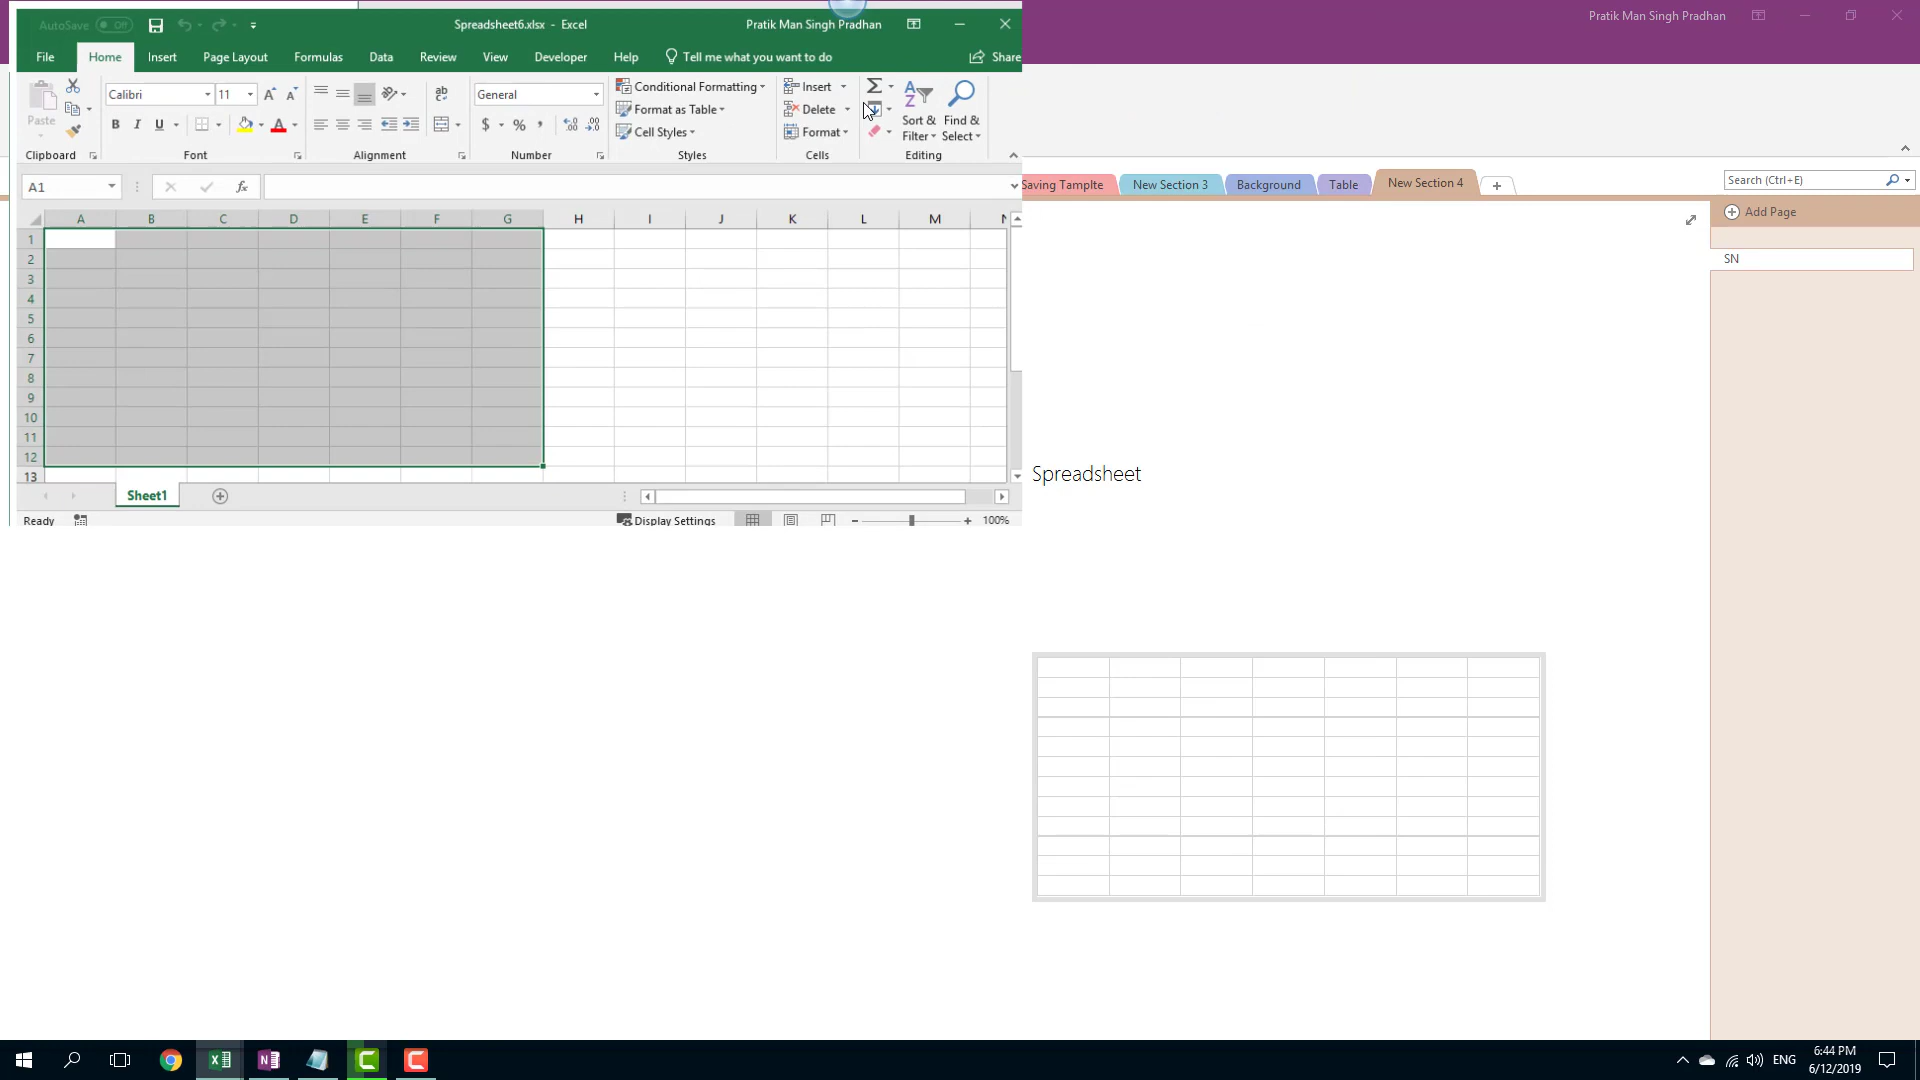 AutoSave Off Spreadsheet6.xlsx - Excel Pratik Man Singh Pradhan
Pratik Man Singh Pradhan
File Home Insert Page Layout Formulas Data Review View Developer Help Tell me what you want to do Share
Calibri 11 General
Paste
B I U A $ % ,
Conditional Formatting
Format as Table
Cell Styles
Insert
Delete
Format
Sort & Filter
Find & Select
Clipboard Font Alignment Number Styles Cells Editing
A1 fx
Saving Tamplte New Section 3 Background Table New Section 4 +
Search (Ctrl+E)
Add Page
SN
A B C D E F G H I J K L M
1
2
3
4
5
6
7
8
9
10
11
12
13
Sheet1
Ready Display Settings 100%
Spreadsheet
ENG
6:44 PM
6/12/2019